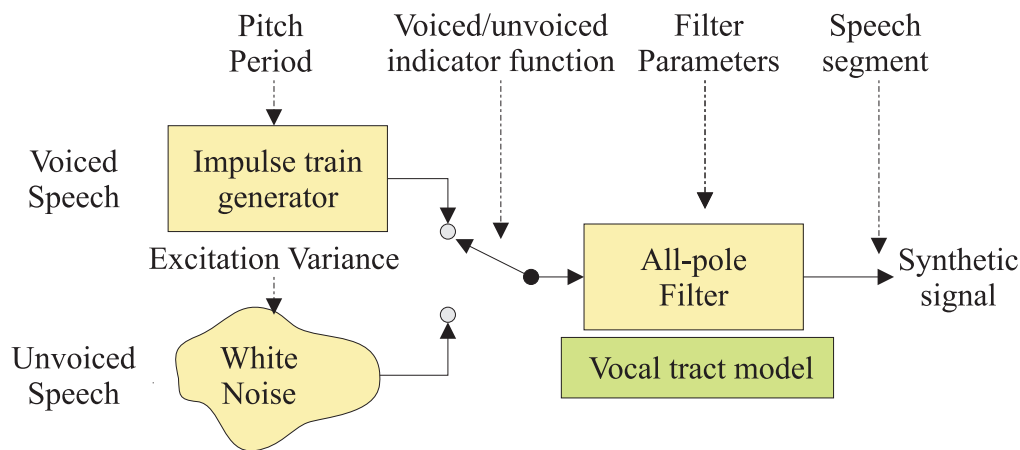 Pitch
Period
Voiced/unvoiced
indicator function
Filter
Parameters
Speech
segment
Voiced
Speech
Impulse train
generator
Excitation Variance
All-pole
Filter
Synthetic
signal
Unvoiced
Speech
White
Noise
Vocal tract model